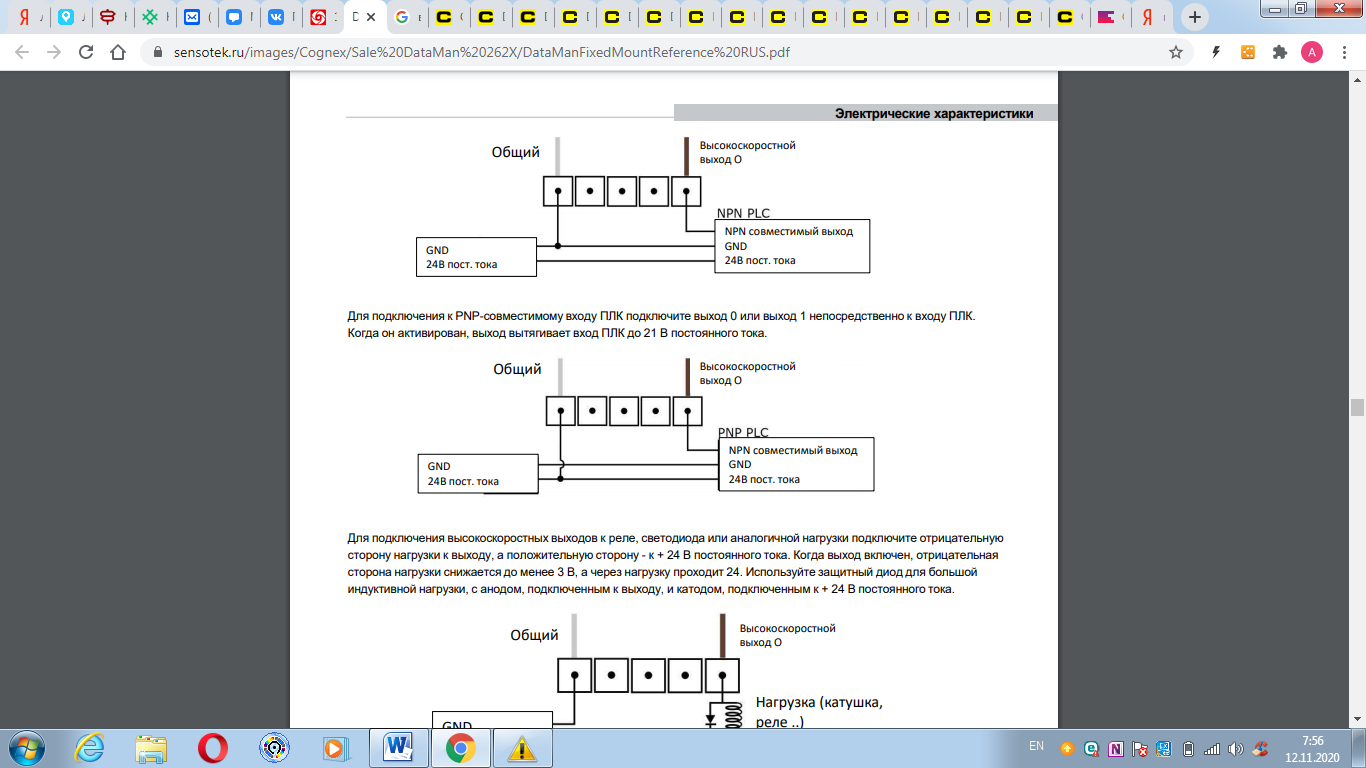 D
sensotek.ru/images/Cognex/Sale%20DataMan%20262X/DataManFixedMountReference%20RUS.pdf
A
Электрические характеристики
Общий
Высокоскоростной
выход O
NPN PLC
NPN совместимый выход
GND
24В пост. тока
GND
24В пост. тока
Для подключения к PNP-совместимому входу ПЛК подключите выход 0 или выход 1 непосредственно к входу ПЛК.
Когда он активирован, выход вытягивает вход ПЛК до 21 В постоянного тока.
Общий
Высокоскоростной
выход O
PNP PLC
NPN совместимый выход
GND
24В пост. тока
GND
24В пост. тока
Для подключения высокоскоростных выходов к реле, светодиода или аналогичной нагрузки подключите отрицательную
сторону нагрузки к выходу, а положительную сторону - к + 24 В постоянного тока. Когда выход включен, отрицательная
сторона нагрузки снижается до менее 3 В, а через нагрузку проходит 24. Используйте защитный диод для большой
индуктивной нагрузки, с анодом, подключенным к выходу, и катодом, подключенным к + 24 В постоянного тока.
Общий
Высокоскоростной
выход O
Нагрузка (катушка,
реле ..)
GND
EN
7:56
12.11.2020